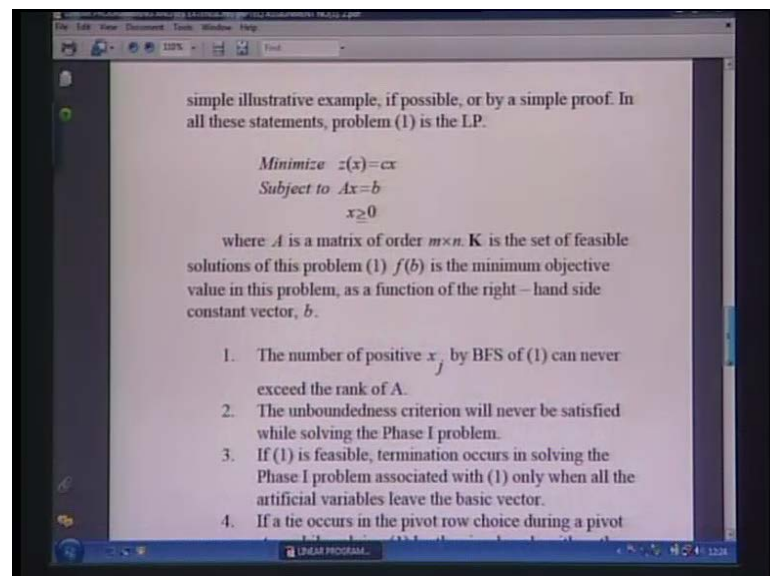 File Edit View Document Tools Window Help
110%
Find
simple illustrative example, if possible, or by a simple proof. In
all these statements, problem (1) is the LP.
Minimize z(x)=cx
Subject to Ax=b
x≥0
where A is a matrix of order m×n. K is the set of feasible
solutions of this problem (1) f(b) is the minimum objective
value in this problem, as a function of the right – hand side
constant vector, b.
1. The number of positive x_j by BFS of (1) can never
exceed the rank of A.
2. The unboundedness criterion will never be satisfied
while solving the Phase I problem.
3. If (1) is feasible, termination occurs in solving the
Phase I problem associated with (1) only when all the
artificial variables leave the basic vector.
4. If a tie occurs in the pivot row choice during a pivot
LINEAR PROGRAM...
12:24